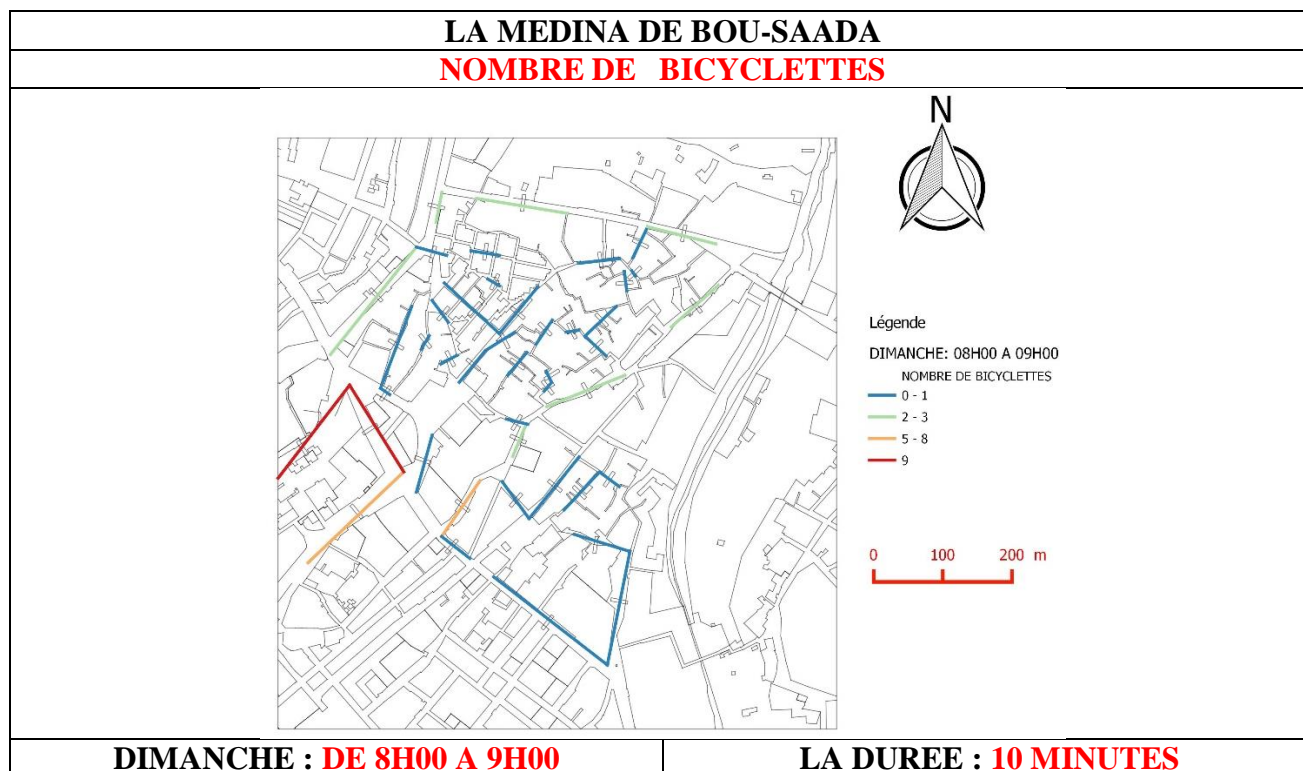 LA MEDINA DE BOU-SAADA
NOMBRE DE BICYCLETTES
N
Légende
DIMANCHE: 08H00 A 09H00
NOMBRE DE BICYCLETTES
0 - 1
2 - 3
5 - 8
9
0 100 200 m
DIMANCHE : DE 8H00 A 9H00
LA DUREE : 10 MINUTES